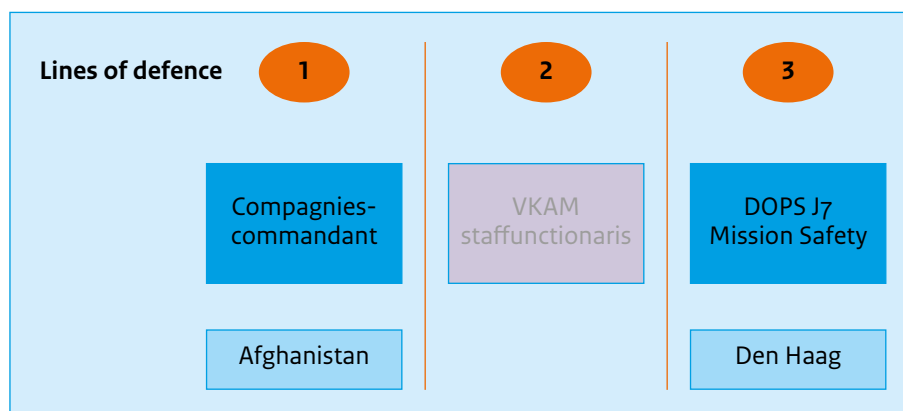 Lines of defence 1 2 3
Compagnies-
commandant
VKAM
staffunctionaris
DOPS J7
Mission Safety
Afghanistan
Den Haag